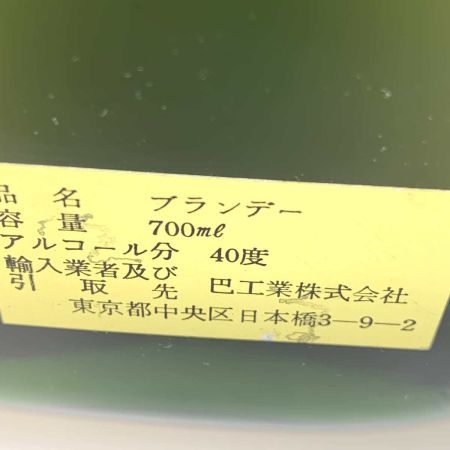 品名 ブランデー
容量 700ml
アルコール分 40度
輸入業者及び
引取先 巴工業株式会社
東京都中央区日本橋3-9-2